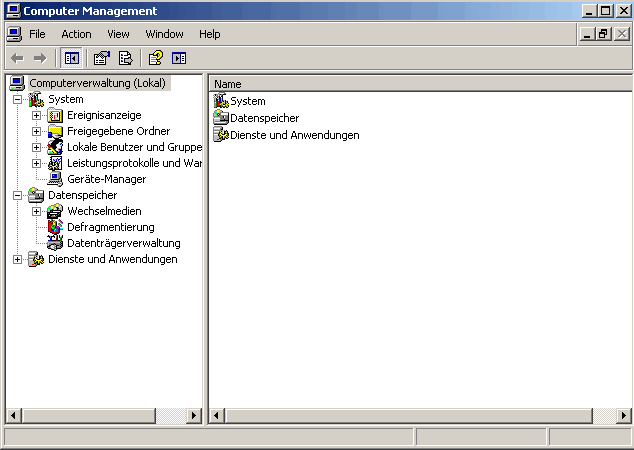 Computer Management
File Action View Window Help
Computerverwaltung (Lokal)
System
Ereignisanzeige
Freigegebene Ordner
Lokale Benutzer und Gruppe
Leistungsprotokolle und War
Geräte-Manager
Datenspeicher
Wechselmedien
Defragmentierung
Datenträgerverwaltung
Dienste und Anwendungen
Name
System
Datenspeicher
Dienste und Anwendungen